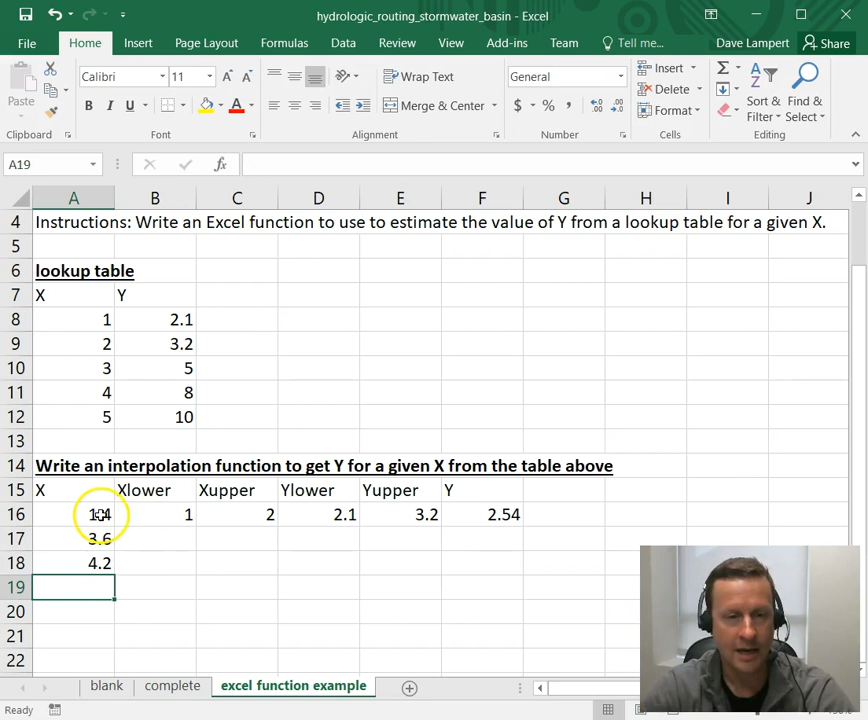 hydrologic_routing_stormwater_basin - Excel
File Home Insert Page Layout Formulas Data Review View Add-ins Team Tell me... Dave Lampert Share
Calibri 11 Wrap Text General Insert
Paste B I U Merge & Center $ % Delete Sort & Filter Find & Select
Format
Clipboard Font Alignment Number Cells Editing
A19 fx
A B C D E F G H I J
4 Instructions: Write an Excel function to use to estimate the value of Y from a lookup table for a given X.
5
6 lookup table
7 X Y
8 1 2.1
9 2 3.2
10 3 5
11 4 8
12 5 10
13
14 Write an interpolation function to get Y for a given X from the table above
15 X Xlower Xupper Ylower Yupper Y
16 1.4 1 2 2.1 3.2 2.54
17 3.6
18 4.2
19
20
21
22
blank complete excel function example
Ready